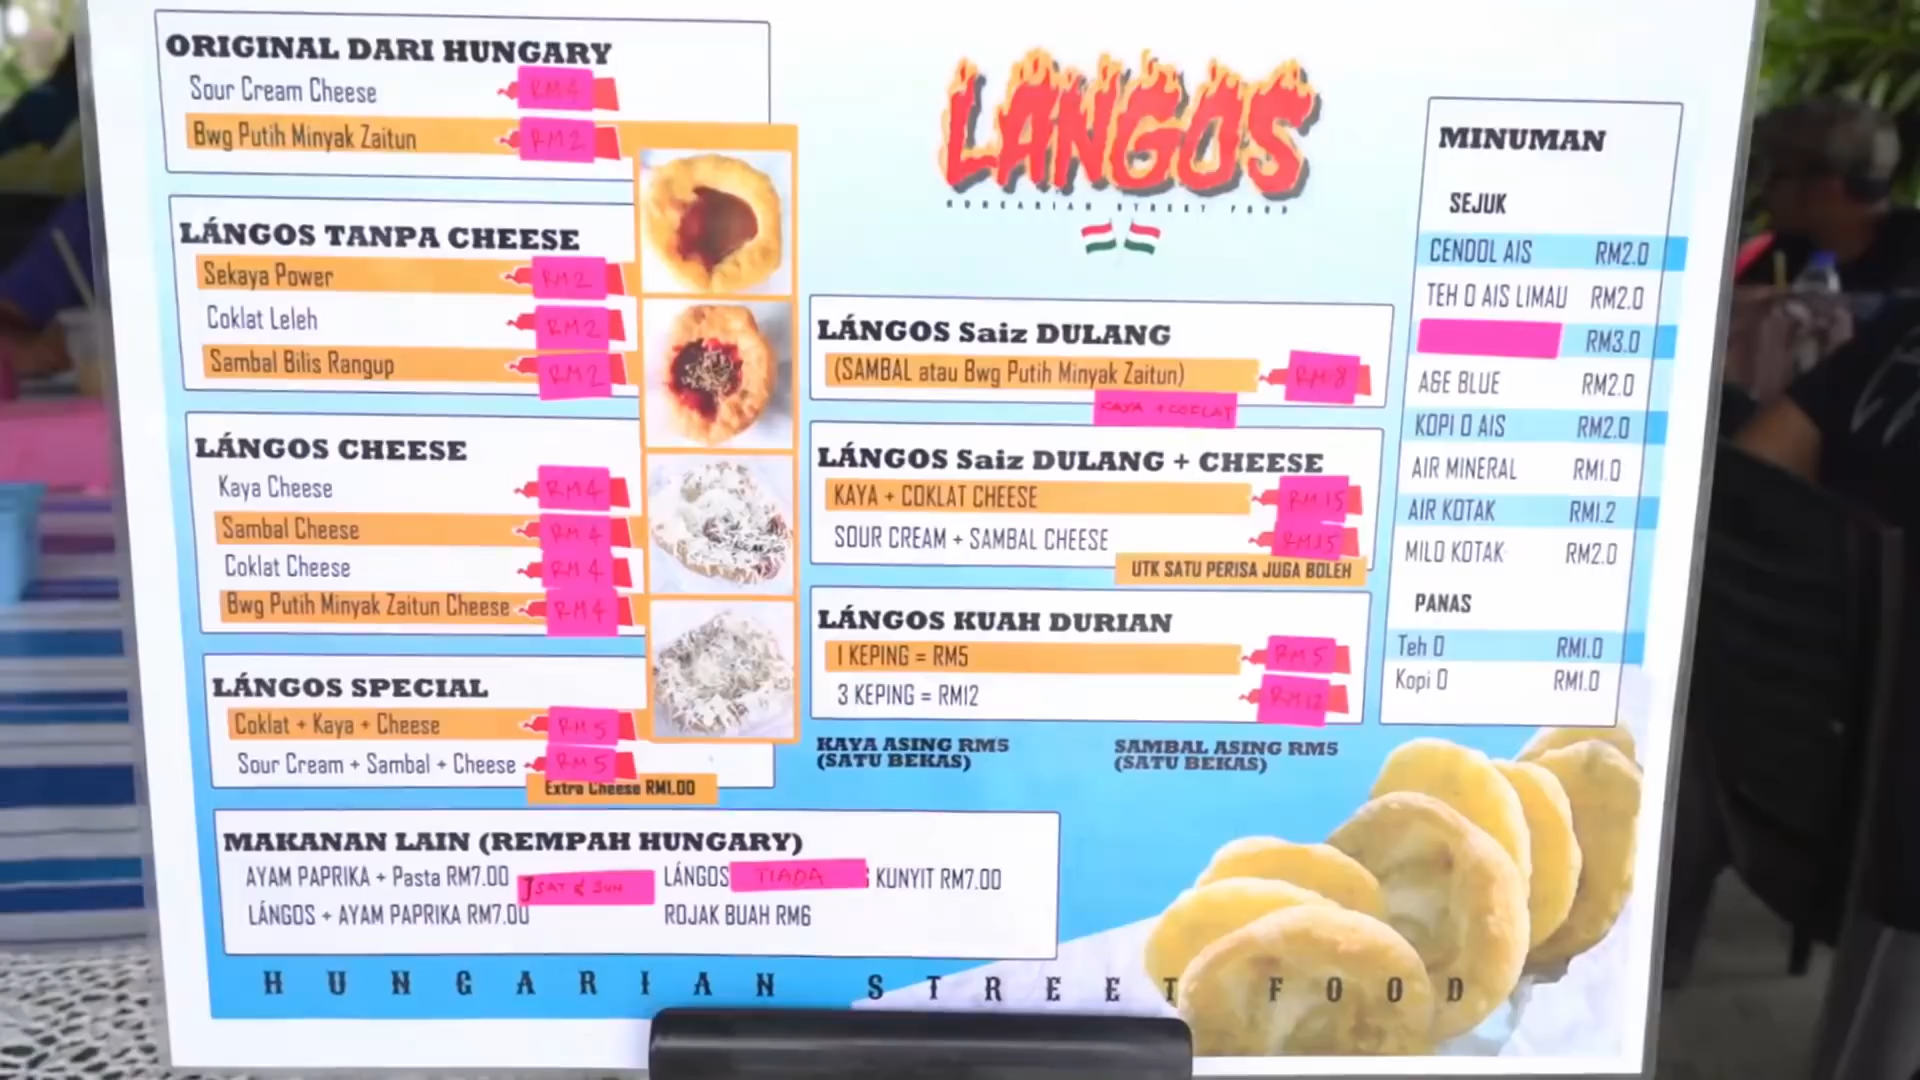 ORIGINAL DARI HUNGARY
Sour Cream Cheese RM4
Bwg Putih Minyak Zaitun RM2
LÁNGOS TANPA CHEESE
Sekaya Power RM2
Coklat Leleh RM2
Sambal Bilis Rangup RM2
LÁNGOS CHEESE
Kaya Cheese RM4
Sambal Cheese RM4
Coklat Cheese RM4
Bwg Putih Minyak Zaitun Cheese RM4
LÁNGOS SPECIAL
Coklat + Kaya + Cheese RM5
Sour Cream + Sambal + Cheese RM5
Extra Cheese RM1.00
LANGOS
HUNGARIAN STREET FOOD
LÁNGOS Saiz DULANG
(SAMBAL atau Bwg Putih Minyak Zaitun) RM8
KAYA + COKLAT
LÁNGOS Saiz DULANG + CHEESE
KAYA + COKLAT CHEESE RM15
SOUR CREAM + SAMBAL CHEESE RM15
UTK SATU PERISA JUGA BOLEH
LÁNGOS KUAH DURIAN
1 KEPING = RM5 RM5
3 KEPING = RM12 RM12
KAYA ASING RM5
(SATU BEKAS)
SAMBAL ASING RM5
(SATU BEKAS)
MINUMAN
SEJUK
CENDOL AIS RM2.0
TEH O AIS LIMAU RM2.0
RM3.0
A&E BLUE RM2.0
KOPI O AIS RM2.0
AIR MINERAL RM1.0
AIR KOTAK RM1.2
MILO KOTAK RM2.0
PANAS
Teh O RM1.0
Kopi O RM1.0
MAKANAN LAIN (REMPAH HUNGARY)
AYAM PAPRIKA + Pasta RM7.00 SAT & SUN
LÁNGOS + AYAM PAPRIKA RM7.00
LÁNGOS TIADA KUNYIT RM7.00
ROJAK BUAH RM6
HUNGARIAN STREET FOOD